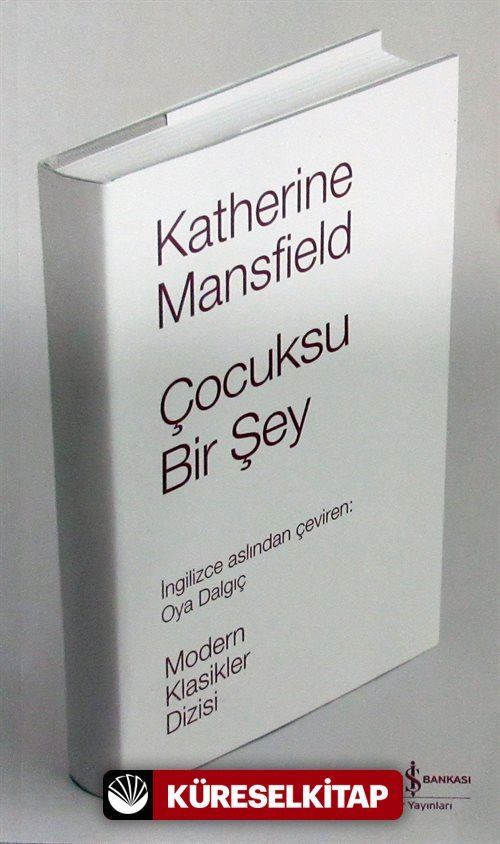 Katherine
Mansfield
Çocuksu
Bir Şey
İngilizce aslından çeviren:
Oya Dalgıç
Modern
Klasikler
Dizisi
İŞ BANKASI
Yayınları
KÜRESELKİTAP